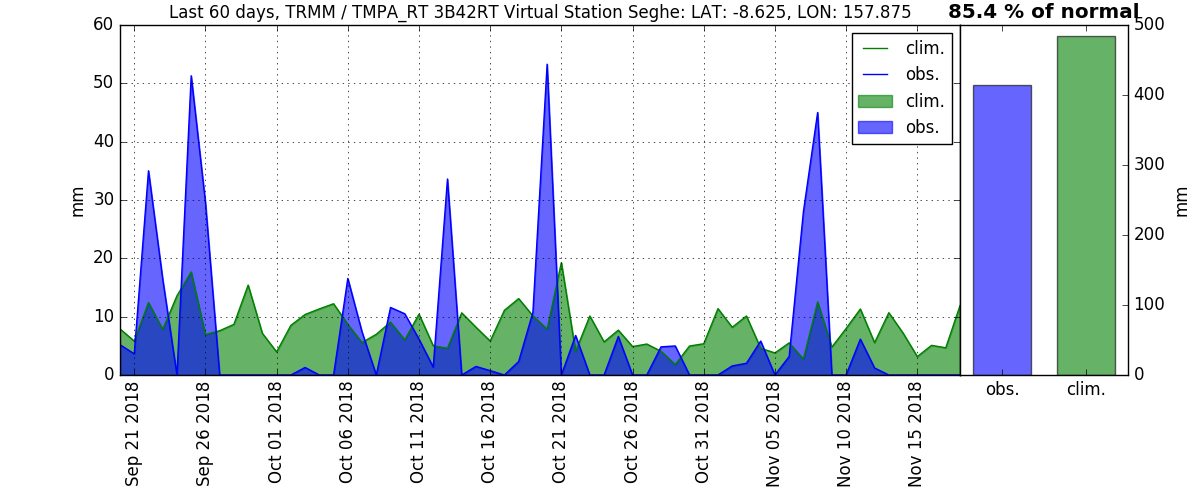 Last 60 days, TRMM / TMPA_RT 3B42RT Virtual Station Seghe: LAT: -8.625, LON: 157.875
85.4 % of normal
60
50
40
30
20
10
0
mm
clim.
obs.
clim.
obs.
Sep 21 2018
Sep 26 2018
Oct 01 2018
Oct 06 2018
Oct 11 2018
Oct 16 2018
Oct 21 2018
Oct 26 2018
Oct 31 2018
Nov 05 2018
Nov 10 2018
Nov 15 2018
500
400
300
200
100
0
mm
obs.
clim.